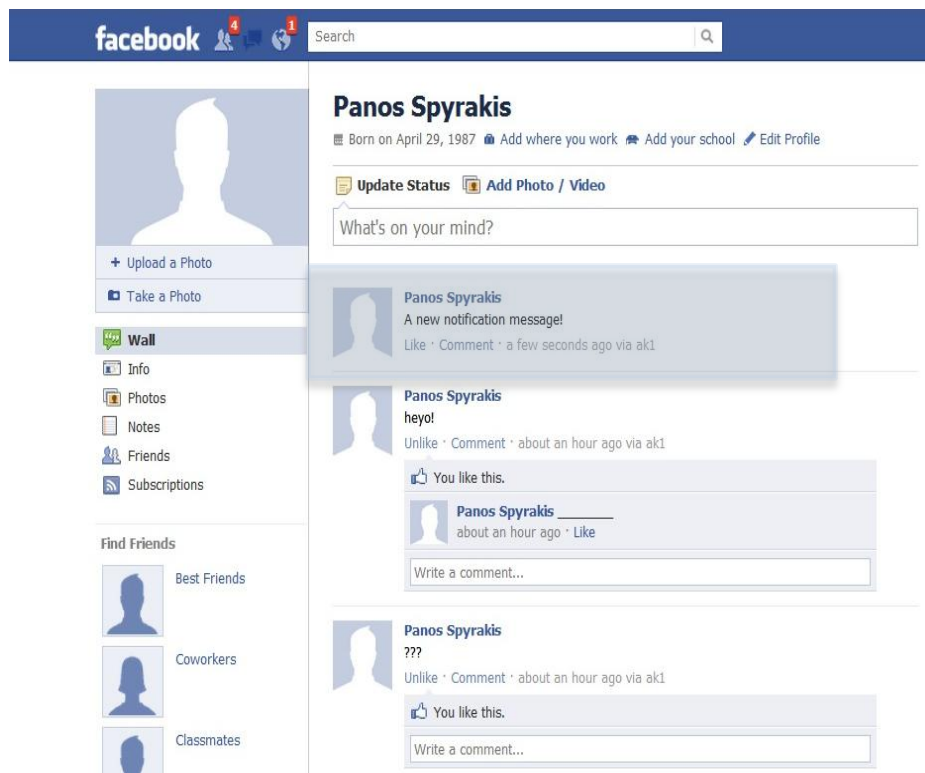 facebook 4 1 Search
Panos Spyrakis
Born on April 29, 1987 Add where you work Add your school Edit Profile
Update Status Add Photo / Video
What's on your mind?
+ Upload a Photo
Take a Photo
Wall
Info
Photos
Notes
Friends
Subscriptions
Find Friends
Best Friends
Coworkers
Classmates
Panos Spyrakis
A new notification message!
Like · Comment · a few seconds ago via ak1
Panos Spyrakis
heyo!
Unlike · Comment · about an hour ago via ak1
You like this.
Panos Spyrakis _______
about an hour ago · Like
Write a comment...
Panos Spyrakis
???
Unlike · Comment · about an hour ago via ak1
You like this.
Write a comment...